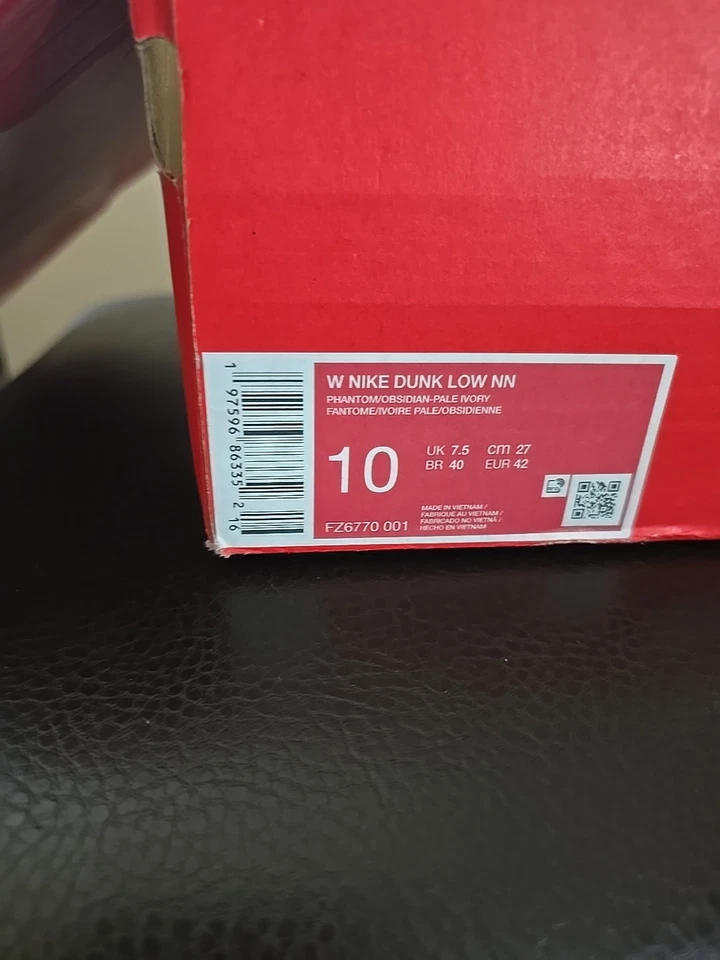 W NIKE DUNK LOW NN
PHANTOM/OBSIDIAN-PALE IVORY
FANTOME/IVOIRE PALE/OBSIDIENNE
10
UK 7.5 cm 27
BR 40 EUR 42
FZ6770 001
MADE IN VIETNAM /
FABRIQUÉ AU VIETNAM /
FABRICADO NO VIETNÃ /
HECHO EN VIETNAM
1 97596 86335 2 16